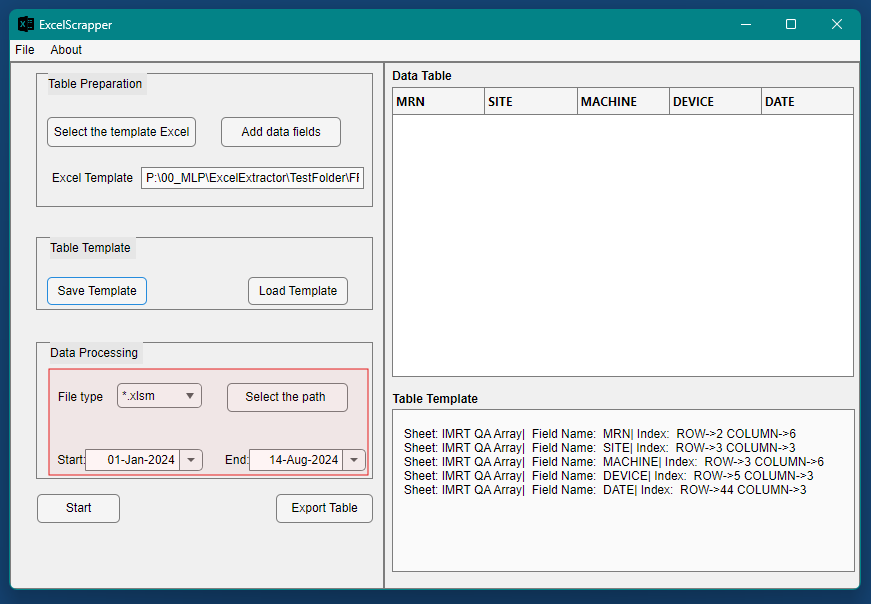 ExcelScrapper
File About
Table Preparation
Select the template Excel
Add data fields
Excel Template P:\00_MLP\ExcelExtractor\TestFolder\FF
Table Template
Save Template
Load Template
Data Processing
File type *.xlsm
Select the path
Start: 01-Jan-2024
End: 14-Aug-2024
Start
Export Table
Data Table
MRN SITE MACHINE DEVICE DATE
Table Template
Sheet: IMRT QA Array| Field Name: MRN| Index: ROW->2 COLUMN->6
Sheet: IMRT QA Array| Field Name: SITE| Index: ROW->3 COLUMN->3
Sheet: IMRT QA Array| Field Name: MACHINE| Index: ROW->3 COLUMN->6
Sheet: IMRT QA Array| Field Name: DEVICE| Index: ROW->5 COLUMN->3
Sheet: IMRT QA Array| Field Name: DATE| Index: ROW->44 COLUMN->3